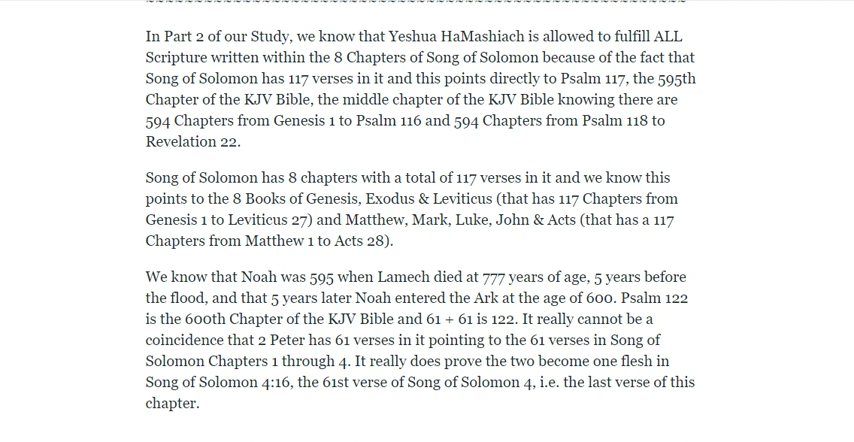 In Part 2 of our Study, we know that Yeshua HaMashiach is allowed to fulfill ALL
Scripture written within the 8 Chapters of Song of Solomon because of the fact that
Song of Solomon has 117 verses in it and this points directly to Psalm 117, the 595th
Chapter of the KJV Bible, the middle chapter of the KJV Bible knowing there are
594 Chapters from Genesis 1 to Psalm 116 and 594 Chapters from Psalm 118 to
Revelation 22.
Song of Solomon has 8 chapters with a total of 117 verses in it and we know this
points to the 8 Books of Genesis, Exodus & Leviticus (that has 117 Chapters from
Genesis 1 to Leviticus 27) and Matthew, Mark, Luke, John & Acts (that has a 117
Chapters from Matthew 1 to Acts 28).
We know that Noah was 595 when Lamech died at 777 years of age, 5 years before
the flood, and that 5 years later Noah entered the Ark at the age of 600. Psalm 122
is the 600th Chapter of the KJV Bible and 61 + 61 is 122. It really cannot be a
coincidence that 2 Peter has 61 verses in it pointing to the 61 verses in Song of
Solomon Chapters 1 through 4. It really does prove the two become one flesh in
Song of Solomon 4:16, the 61st verse of Song of Solomon 4, i.e. the last verse of this
chapter.